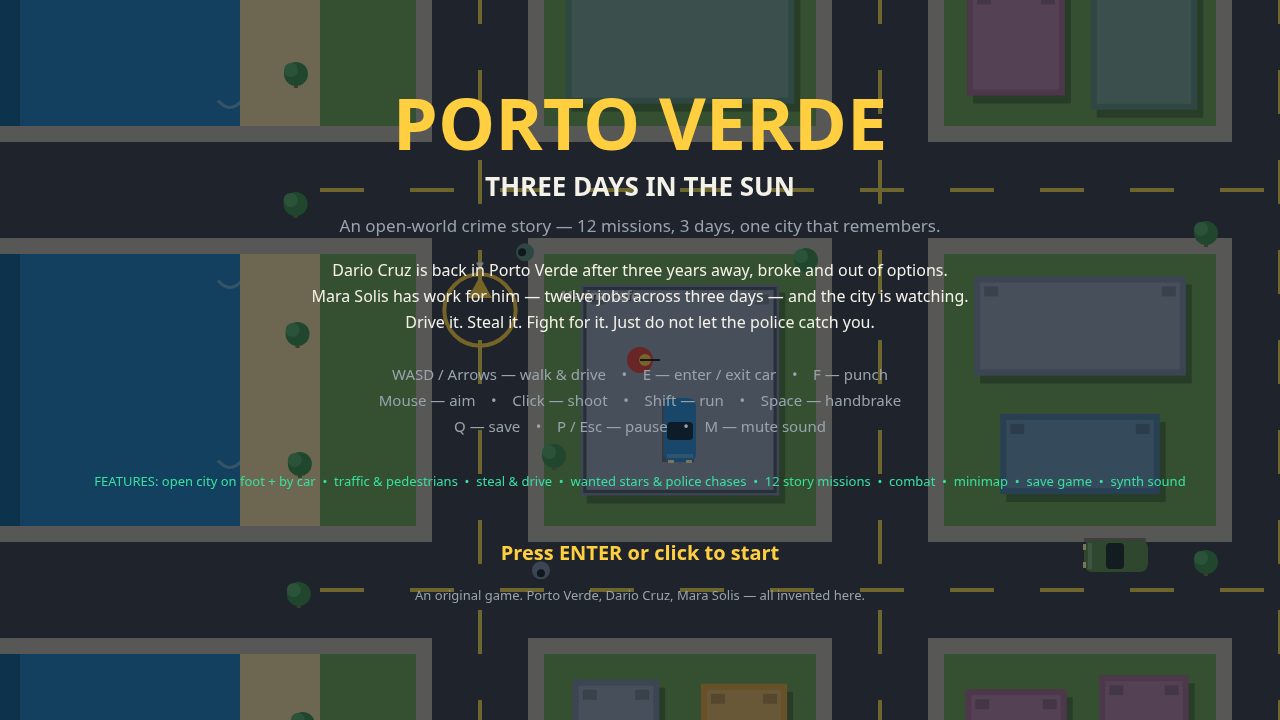 PORTO VERDE
THREE DAYS IN THE SUN
An open-world crime story — 12 missions, 3 days, one city that remembers.
Dario Cruz is back in Porto Verde after three years away, broke and out of options.
Mara Solis has work for him — twelve jobs across three days — and the city is watching.
Drive it. Steal it. Fight for it. Just do not let the police catch you.
WASD / Arrows — walk & drive • E — enter / exit car • F — punch
Mouse — aim • Click — shoot • Shift — run • Space — handbrake
Q — save • P / Esc — pause • M — mute sound
FEATURES: open city on foot + by car • traffic & pedestrians • steal & drive • wanted stars & police chases • 12 story missions • combat • minimap • save game • synth sound
Press ENTER or click to start
An original game. Porto Verde, Dario Cruz, Mara Solis — all invented here.